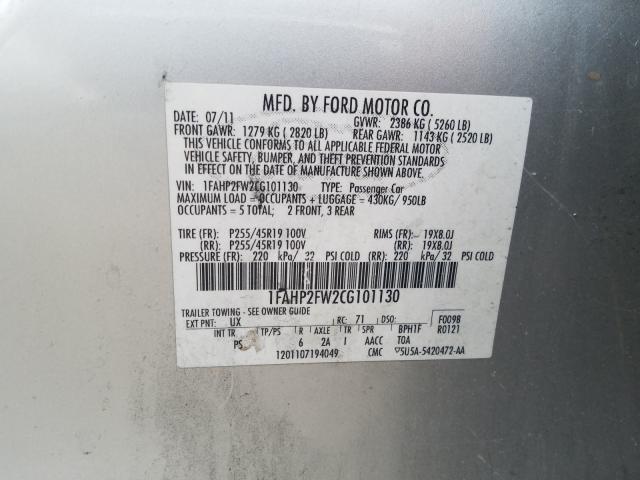 MFD. BY FORD MOTOR CO.
DATE: 07/11 GVWR: 2386 KG ( 5260 LB)
FRONT GAWR: 1279 KG ( 2820 LB) REAR GAWR: 1143 KG ( 2520 LB)
THIS VEHICLE CONFORMS TO ALL APPLICABLE FEDERAL MOTOR
VEHICLE SAFETY, BUMPER, AND THEFT PREVENTION STANDARDS
IN EFFECT ON THE DATE OF MANUFACTURE SHOWN ABOVE.
VIN: 1FAHP2FW2CG101130 TYPE: Passenger Car
MAXIMUM LOAD = OCCUPANTS + LUGGAGE = 430KG/ 950LB
OCCUPANTS = 5 TOTAL; 2 FRONT, 3 REAR
TIRE (FR): P255/45R19 100V RIMS (FR): 19X8.0J
(RR): P255/45R19 100V (RR): 19X8.0J
PRESSURE (FR): 220 kPa/ 32 PSI COLD (RR): 220 kPa/ 32 PSI COLD
1FAHP2FW2CG101130
TRAILER TOWING - SEE OWNER GUIDE
EXT PNT: UX RC: 71 DSO: F009B
INT TR TP/PS R AXLE TR SPR BPH1F R0121
PS 6 2A I AACC TOA
1201107194049 CMC 5U5A-5420472-AA